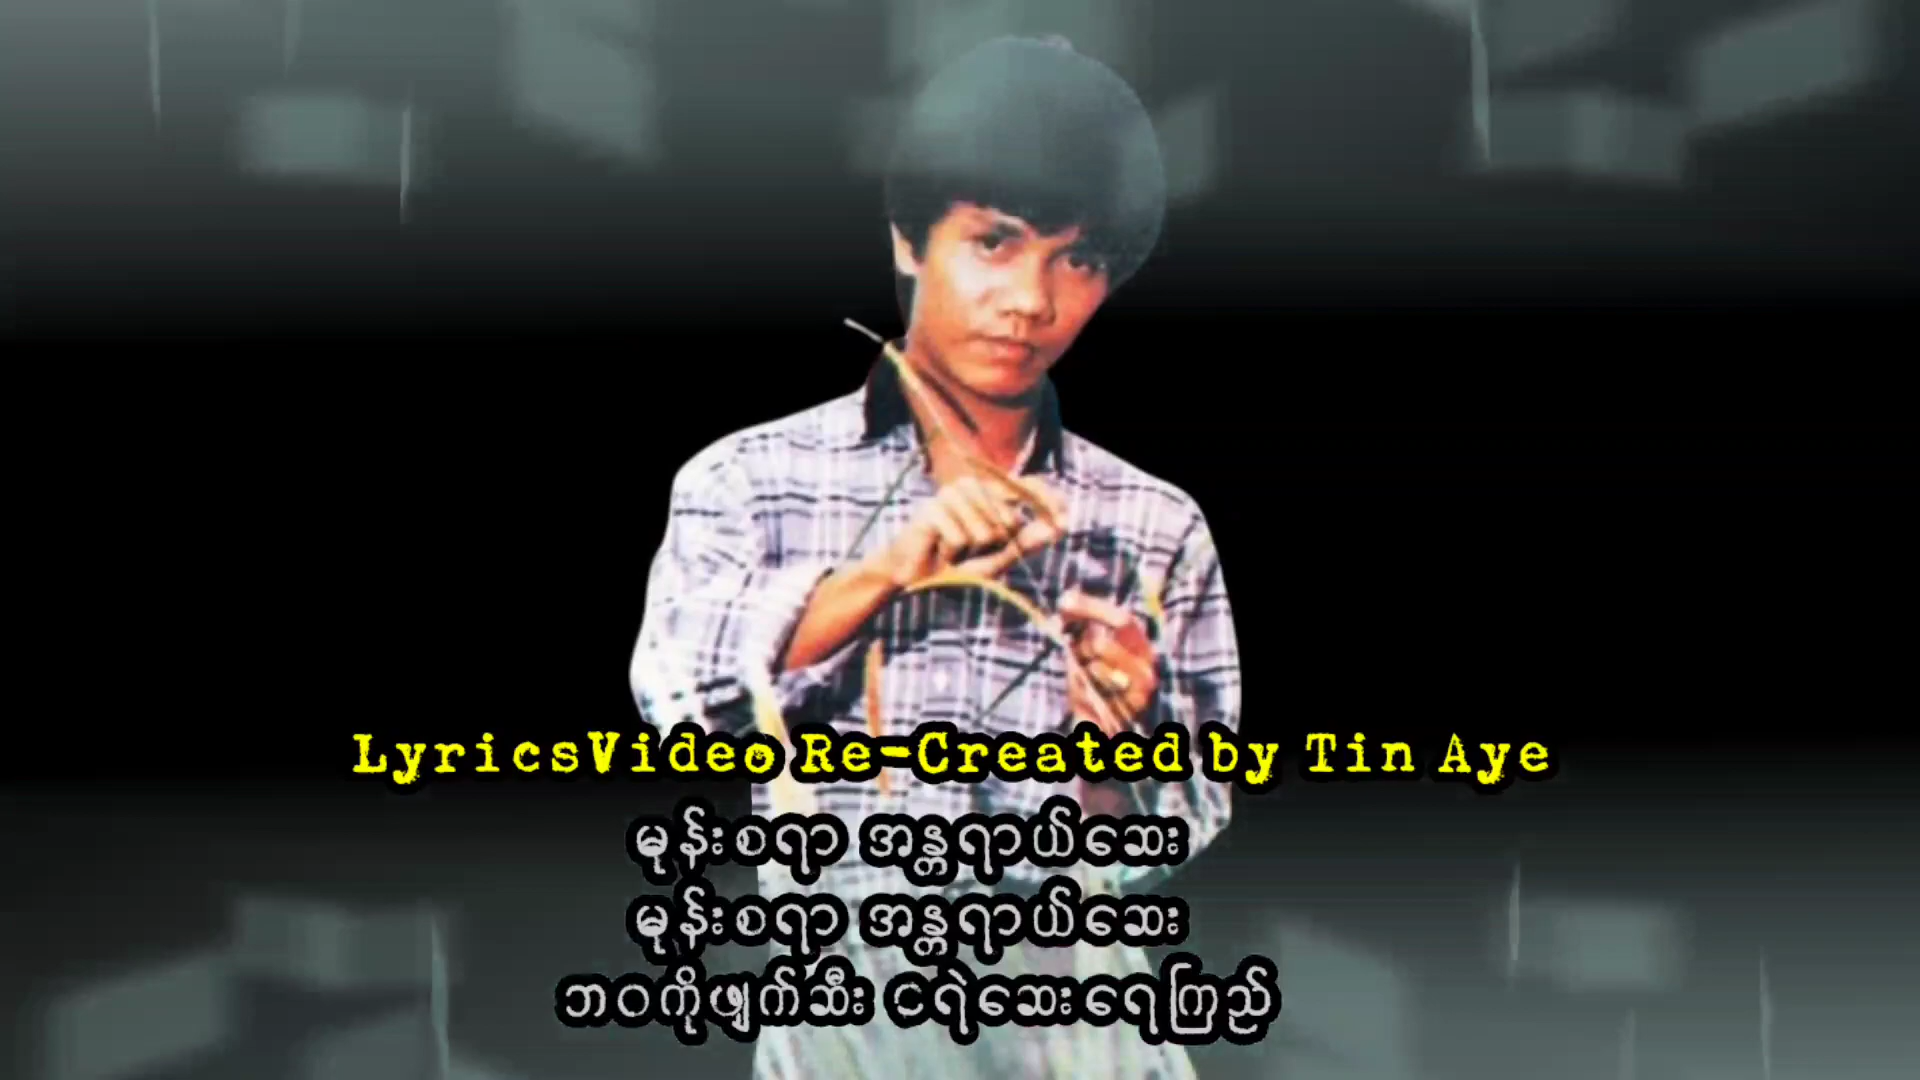 LyricsVideo Re-Created by Tin Aye
မုန်းစရာ အန္တရာယ်ဆေး
မုန်းစရာ အန္တရာယ်ဆေး
ဘဝကိုဖျက်ဆီး ငရဲဆေးရေကြည်